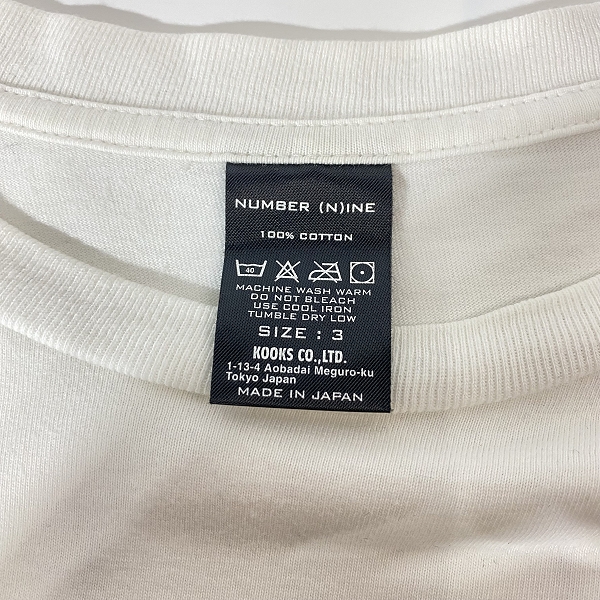 NUMBER (N)INE
100% COTTON
40
MACHINE WASH WARM
DO NOT BLEACH
USE COOL IRON
TUMBLE DRY LOW
SIZE : 3
KOOKS CO.,LTD.
1-13-4 Aobadai Meguro-ku
Tokyo Japan
MADE IN JAPAN